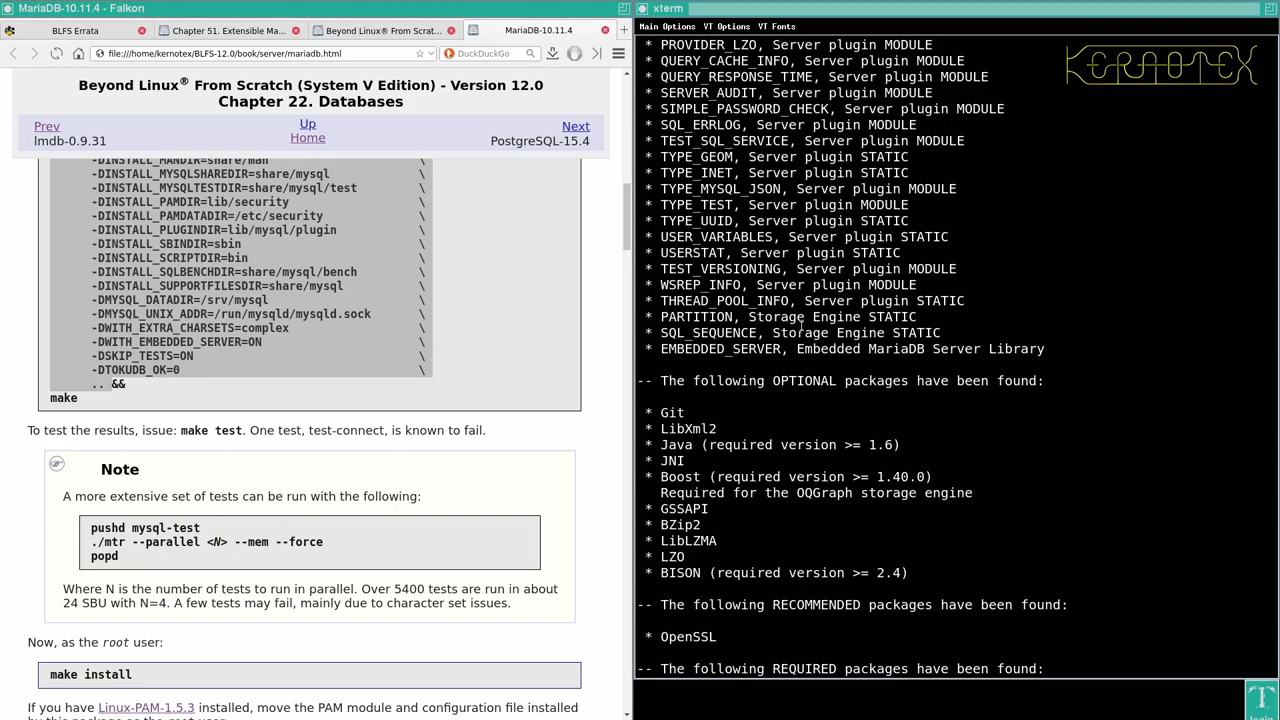 MariaDB-10.11.4 - Falkon
BLFS Errata
Chapter 51. Extensible Ma...
Beyond Linux® From Scrat...
MariaDB-10.11.4
file:///home/kernotex/BLFS-12.0/book/server/mariadb.html
DuckDuckGo
Beyond Linux® From Scratch (System V Edition) - Version 12.0
Chapter 22. Databases
Prev
Up
Next
lmdb-0.9.31
Home
PostgreSQL-15.4
-DINSTALL_MANDIR=share/man
-DINSTALL_MYSQLSHAREDIR=share/mysql \
-DINSTALL_MYSQLTESTDIR=share/mysql/test \
-DINSTALL_PAMDIR=lib/security \
-DINSTALL_PAMDATADIR=/etc/security \
-DINSTALL_PLUGINDIR=lib/mysql/plugin \
-DINSTALL_SBINDIR=sbin \
-DINSTALL_SCRIPTDIR=bin \
-DINSTALL_SQLBENCHDIR=share/mysql/bench \
-DINSTALL_SUPPORTFILESDIR=share/mysql \
-DMYSQL_DATADIR=/srv/mysql \
-DMYSQL_UNIX_ADDR=/run/mysqld/mysqld.sock \
-DWITH_EXTRA_CHARSETS=complex \
-DWITH_EMBEDDED_SERVER=ON \
-DSKIP_TESTS=ON \
-DTOKUDB_OK=0 \
.. &&
make
To test the results, issue: make test. One test, test-connect, is known to fail.
Note
A more extensive set of tests can be run with the following:
pushd mysql-test
./mtr --parallel <N> --mem --force
popd
Where N is the number of tests to run in parallel. Over 5400 tests are run in about
24 SBU with N=4. A few tests may fail, mainly due to character set issues.
Now, as the root user:
make install
If you have Linux-PAM-1.5.3 installed, move the PAM module and configuration file installed
by this package as the root user
xterm
Main Options VT Options VT Fonts
KERNOTEX
* PROVIDER_LZO, Server plugin MODULE
* QUERY_CACHE_INFO, Server plugin MODULE
* QUERY_RESPONSE_TIME, Server plugin MODULE
* SERVER_AUDIT, Server plugin MODULE
* SIMPLE_PASSWORD_CHECK, Server plugin MODULE
* SQL_ERRLOG, Server plugin MODULE
* TEST_SQL_SERVICE, Server plugin MODULE
* TYPE_GEOM, Server plugin STATIC
* TYPE_INET, Server plugin STATIC
* TYPE_MYSQL_JSON, Server plugin MODULE
* TYPE_TEST, Server plugin MODULE
* TYPE_UUID, Server plugin STATIC
* USER_VARIABLES, Server plugin STATIC
* USERSTAT, Server plugin STATIC
* TEST_VERSIONING, Server plugin MODULE
* WSREP_INFO, Server plugin MODULE
* THREAD_POOL_INFO, Server plugin STATIC
* PARTITION, Storage Engine STATIC
* SQL_SEQUENCE, Storage Engine STATIC
* EMBEDDED_SERVER, Embedded MariaDB Server Library
-- The following OPTIONAL packages have been found:
* Git
* LibXml2
* Java (required version >= 1.6)
* JNI
* Boost (required version >= 1.40.0)
Required for the OQGraph storage engine
* GSSAPI
* BZip2
* LibLZMA
* LZO
* BISON (required version >= 2.4)
-- The following RECOMMENDED packages have been found:
* OpenSSL
-- The following REQUIRED packages have been found:
login